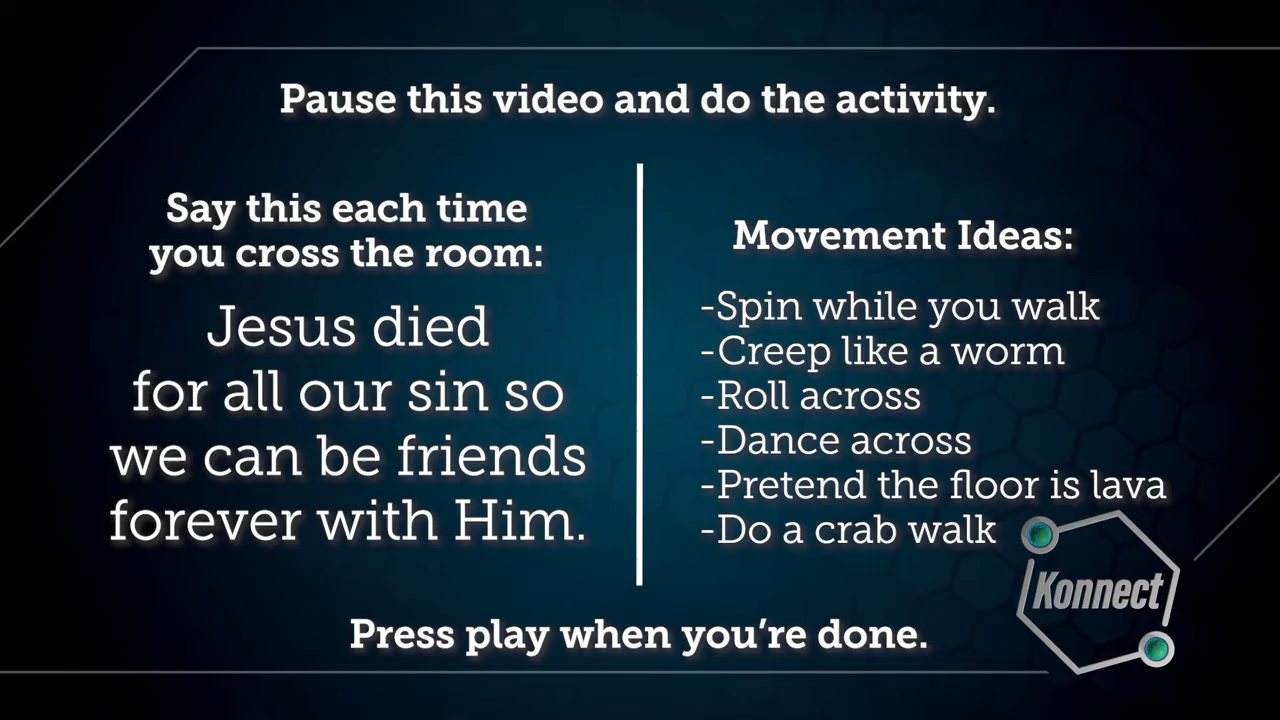 Pause this video and do the activity.
Say this each time
you cross the room:
Jesus died
for all our sin so
we can be friends
forever with Him.
Movement Ideas:
-Spin while you walk
-Creep like a worm
-Roll across
-Dance across
-Pretend the floor is lava
-Do a crab walk
Konnect
Press play when you're done.